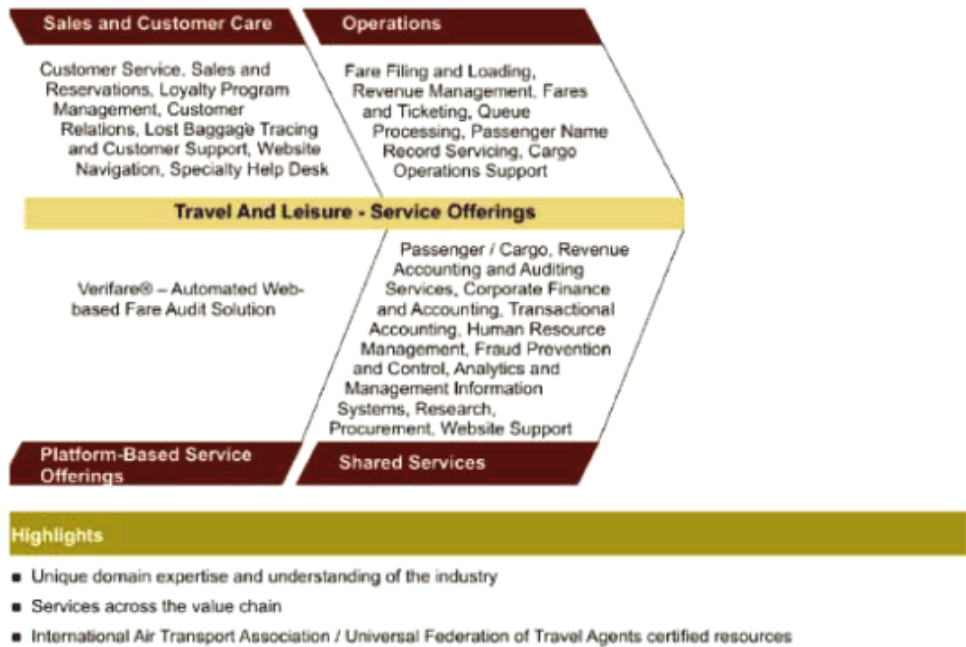 Sales and Customer Care
Customer Service, Sales and
Reservations, Loyalty Program
Management, Customer
Relations, Lost Baggage Tracing
and Customer Support, Website
Navigation, Specialty Help Desk
Operations
Fare Filing and Loading,
Revenue Management, Fares
and Ticketing, Queue
Processing, Passenger Name
Record Servicing, Cargo
Operations Support
Travel And Leisure - Service Offerings
Verifare® – Automated Web-
based Fare Audit Solution
Platform-Based Service
Offerings
Passenger / Cargo, Revenue
Accounting and Auditing
Services, Corporate Finance
and Accounting, Transactional
Accounting, Human Resource
Management, Fraud Prevention
and Control, Analytics and
Management Information
Systems, Research,
Procurement, Website Support
Shared Services
Highlights
■ Unique domain expertise and understanding of the industry
■ Services across the value chain
■ International Air Transport Association / Universal Federation of Travel Agents certified resources